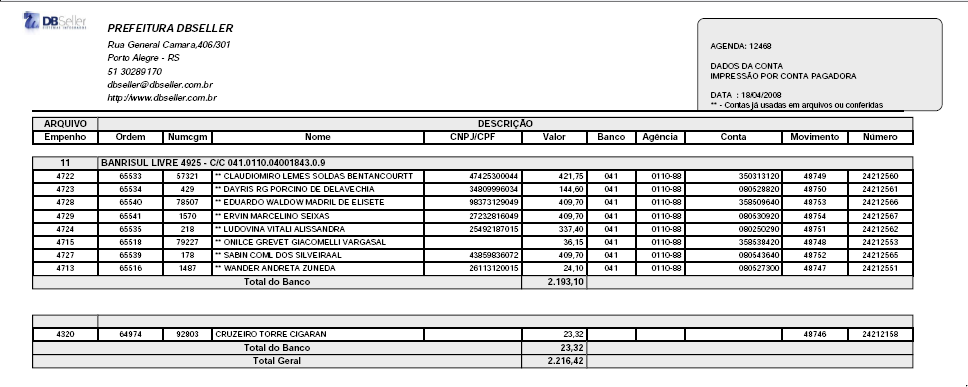 DBSeller
PREFEITURA DBSELLER
Rua General Camara,406/301
Porto Alegre - RS
51 30289170
dbseller@dbseller.com.br
http://www.dbseller.com.br
AGENDA: 12468
DADOS DA CONTA
IMPRESSÃO POR CONTA PAGADORA
DATA : 18/04/2008
** - Contas já usadas em arquivos ou conferidas
ARQUIVO DESCRIÇÃO
Empenho Ordem Numcgm Nome CNPJ/CPF Valor Banco Agência Conta Movimento Número
11 BANRISUL LIVRE 4925 - C/C 041.0110.04001843.0.9
4722 65533 57321 ** CLAUDIOMIRO LEMES SOLDAS BENTANCOURTT 47425300044 421,75 041 0110-88 350313120 48749 24212560
4723 65534 429 ** DAYRIS RG PORCINO DE DELAVECHIA 34809996034 144,60 041 0110-88 080528820 48750 24212561
4728 65540 78507 ** EDUARDO WALDOW MADRIL DE ELISETE 98373129049 409,70 041 0110-88 358509640 48753 24212566
4729 65541 1570 ** ERVIN MARCELINO SEIXAS 27232816049 409,70 041 0110-88 080530920 48754 24212567
4724 65535 218 ** LUDOVINA VITALI ALISSANDRA 25492187015 337,40 041 0110-88 080250290 48751 24212562
4715 65518 79227 ** ONILCE GREVET GIACOMELLI VARGASAL 36,15 041 0110-88 358538420 48748 24212553
4727 65539 178 ** SABIN COML DOS SILVEIRAAL 43859836072 409,70 041 0110-88 080543640 48752 24212565
4713 65516 1487 ** WANDER ANDRETA ZUNEDA 26113120015 24,10 041 0110-88 080527300 48747 24212551
Total do Banco 2.193,10
4320 64974 92803 CRUZEIRO TORRE CIGARAN 23,32 48746 24212158
Total do Banco 23,32
Total Geral 2.216,42